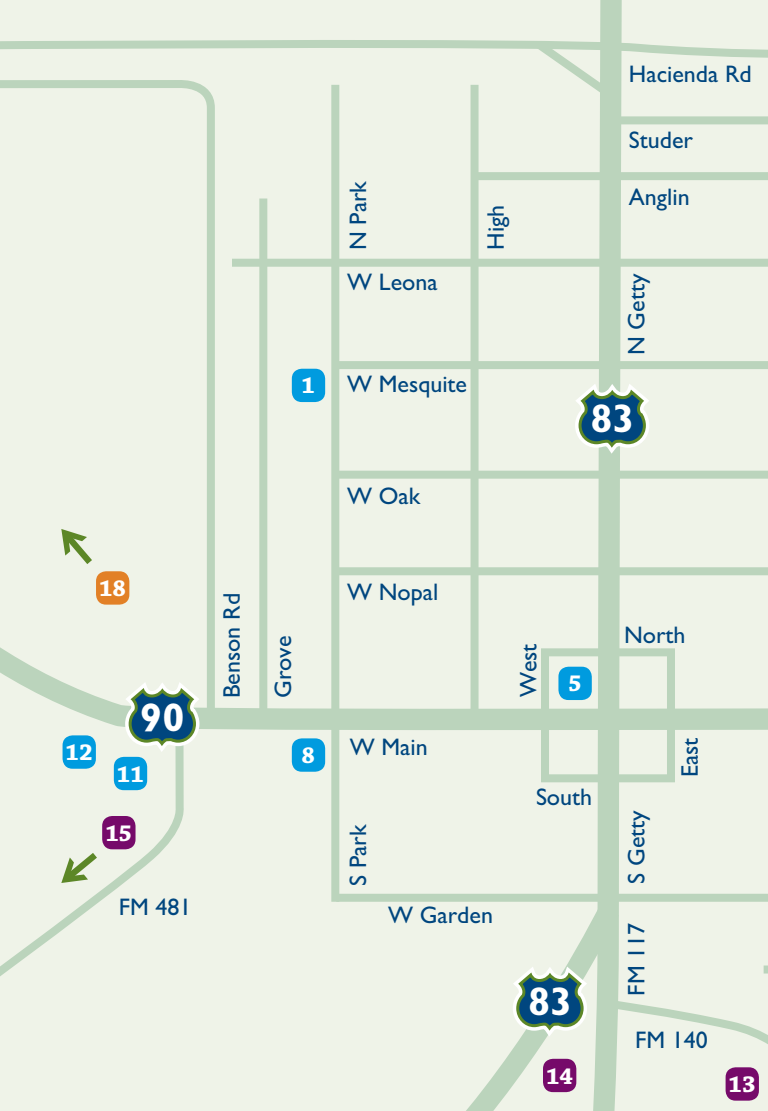 Hacienda Rd
Studer
Anglin
N Park
High
W Leona
N Getty
1
W Mesquite
83
W Oak
18
W Nopal
Benson Rd
Grove
West
North
5
90
12
11
8
W Main
East
South
15
S Park
S Getty
FM 481
W Garden
FM 117
83
FM 140
14
13